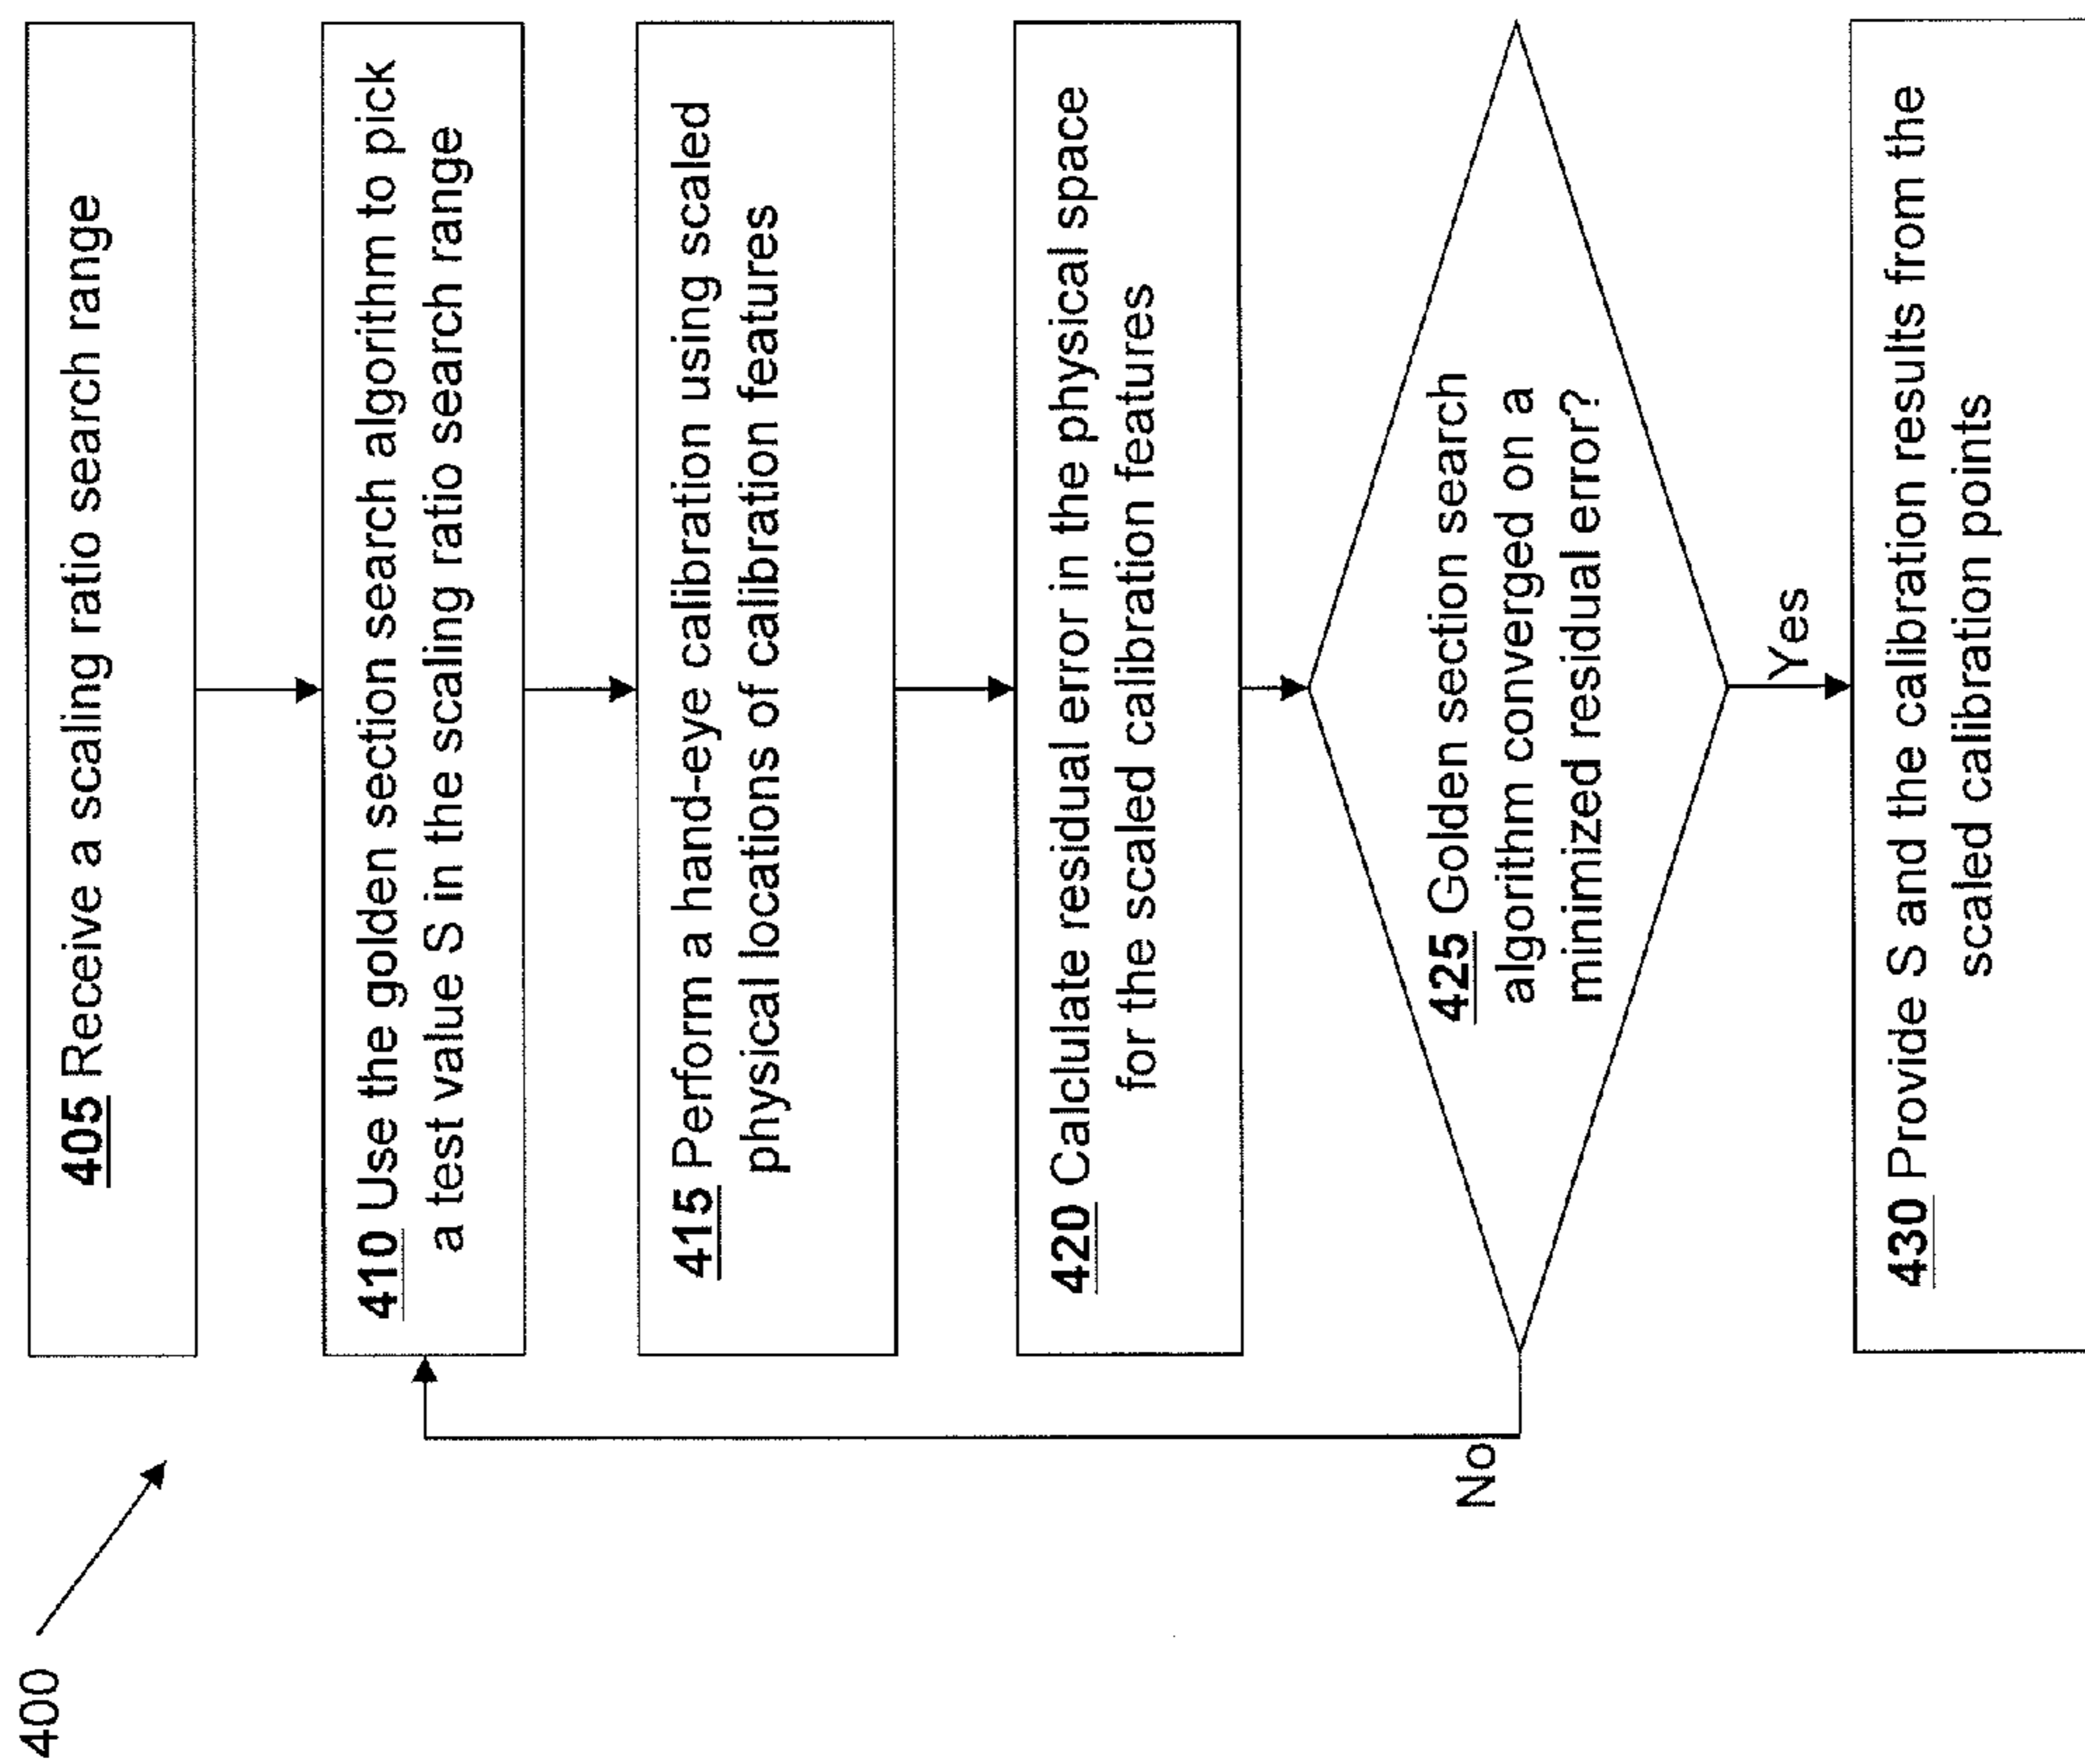 400
405 Receive a scaling ratio search range
410 Use the golden section search algorithm to pick
a test value S in the scaling ratio search range
415 Perform a hand-eye calibration using scaled
physical locations of calibration features
420 Calculate residual error in the physical space
for the scaled calibration features
425 Golden section search
algorithm converged on a
minimized residual error?
No
Yes
430 Provide S and the calibration results from the
scaled calibration points